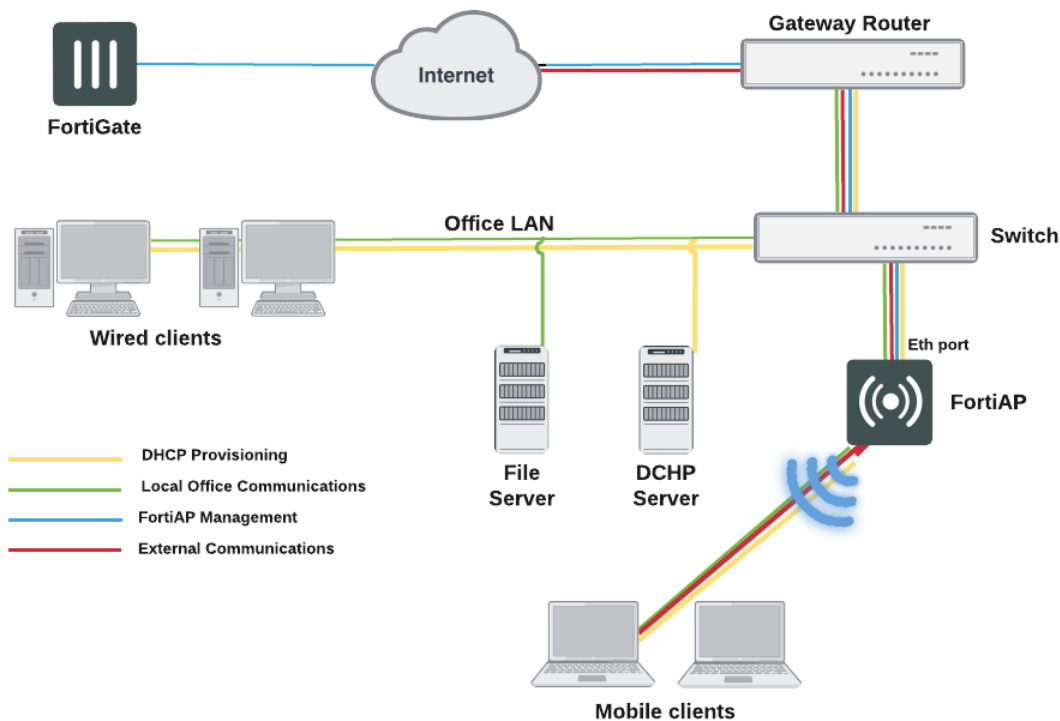 Gateway Router
Internet
FortiGate
Office LAN
Switch
Wired clients
Eth port
FortiAP
DHCP Provisioning
Local Office Communications
FortiAP Management
External Communications
File
Server
DCHP
Server
Mobile clients